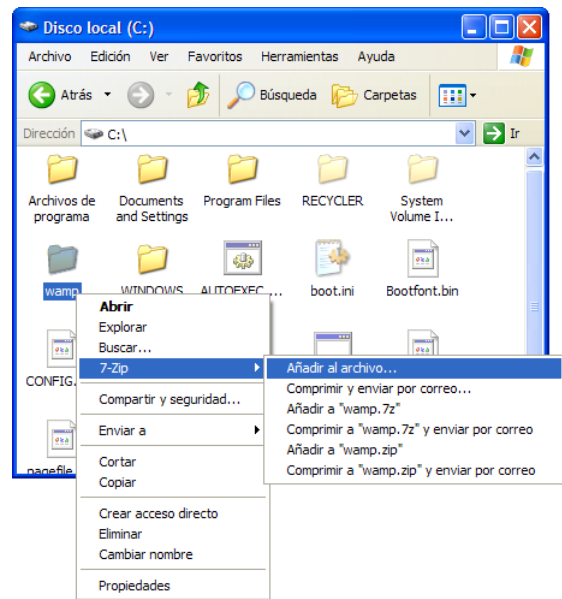 Disco local (C:)
Archivo Edición Ver Favoritos Herramientas Ayuda
Atrás Búsqueda Carpetas
Dirección C:\ Ir
Archivos de programa
Documents and Settings
Program Files
RECYCLER
System Volume I...
wamp
WINDOWS
AUTOEXEC....
boot.ini
Bootfont.bin
CONFIG.
pagefile
Abrir
Explorar
Buscar...
7-Zip
Compartir y seguridad...
Enviar a
Cortar
Copiar
Crear acceso directo
Eliminar
Cambiar nombre
Propiedades
Añadir al archivo...
Comprimir y enviar por correo...
Añadir a "wamp.7z"
Comprimir a "wamp.7z" y enviar por correo
Añadir a "wamp.zip"
Comprimir a "wamp.zip" y enviar por correo